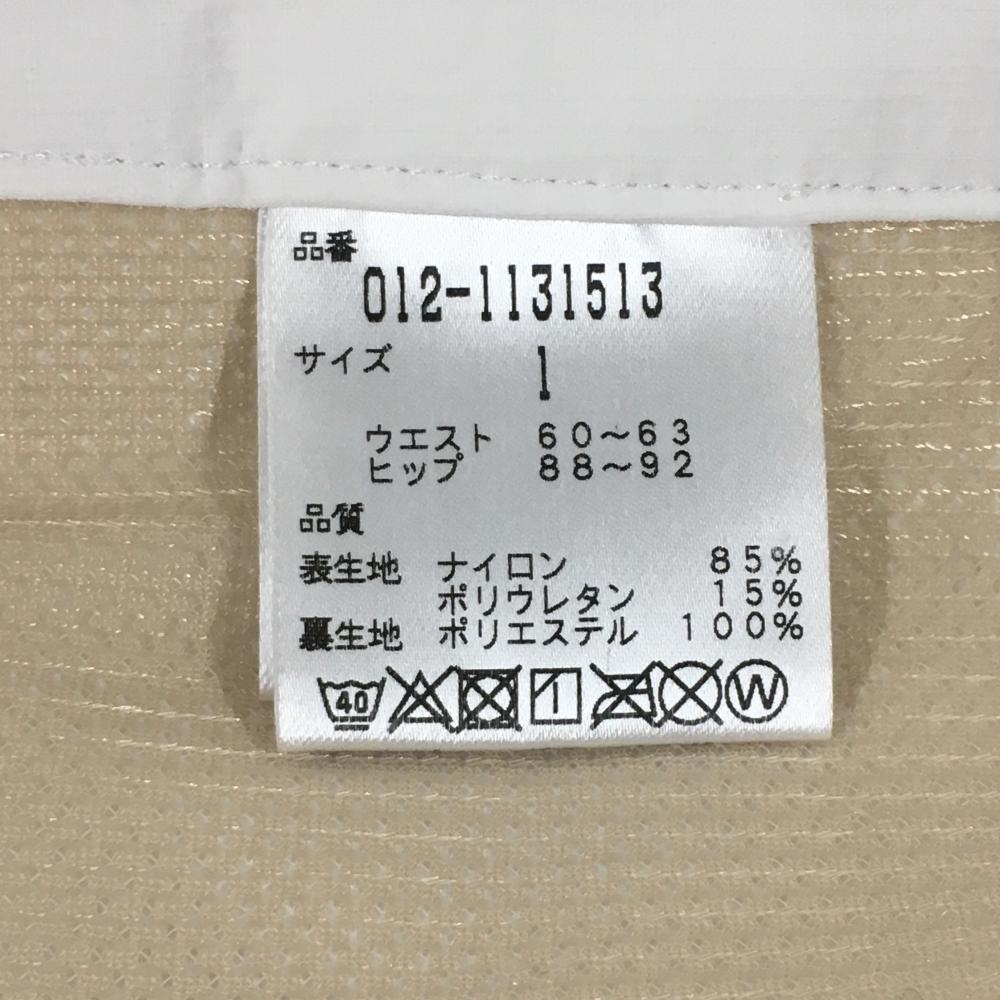 品番
012-1131513
サイズ 1
ウエスト 60～63
ヒップ 88～92
品質
表生地 ナイロン 85%
ポリウレタン 15%
裏生地 ポリエステル 100%
40 W